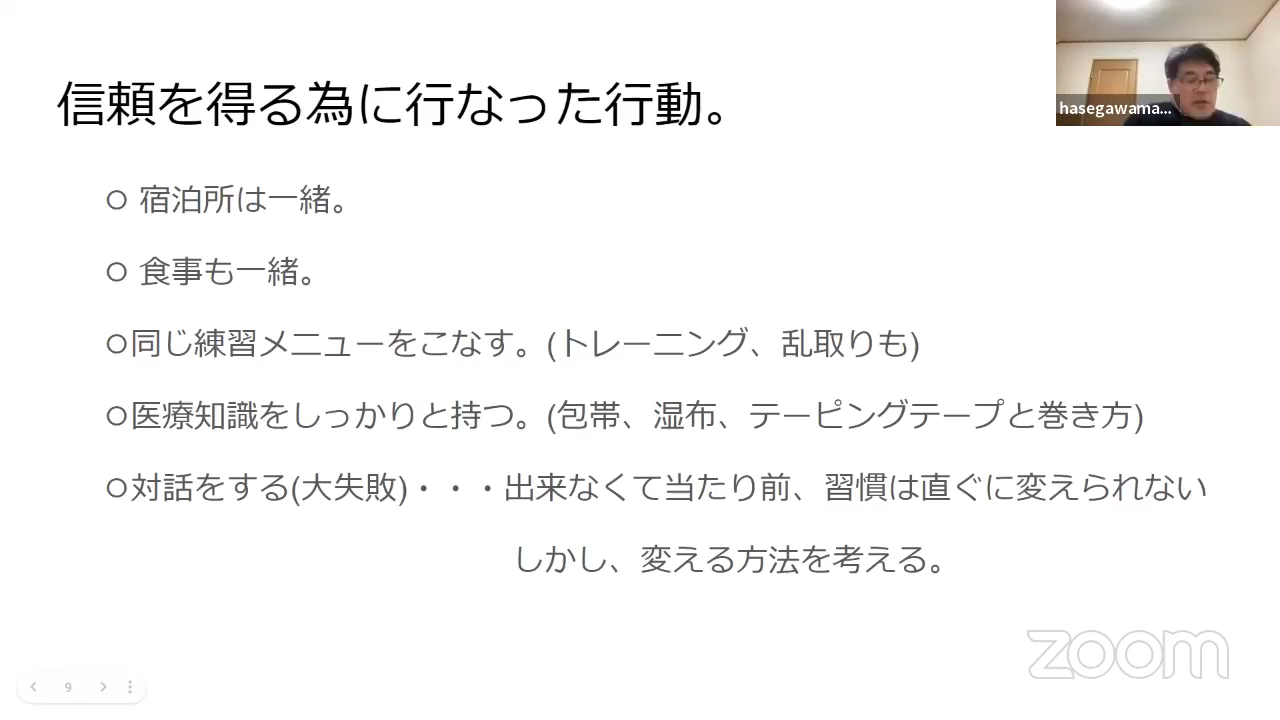 信頼を得る為に行なった行動。
hasegawama...
○ 宿泊所は一緒。
○ 食事も一緒。
○同じ練習メニューをこなす。(トレーニング、乱取りも)
○医療知識をしっかりと持つ。(包帯、湿布、テーピングテープと巻き方)
○対話をする(大失敗)・・・出来なくて当たり前、習慣は直ぐに変えられない
しかし、変える方法を考える。
zoom
9